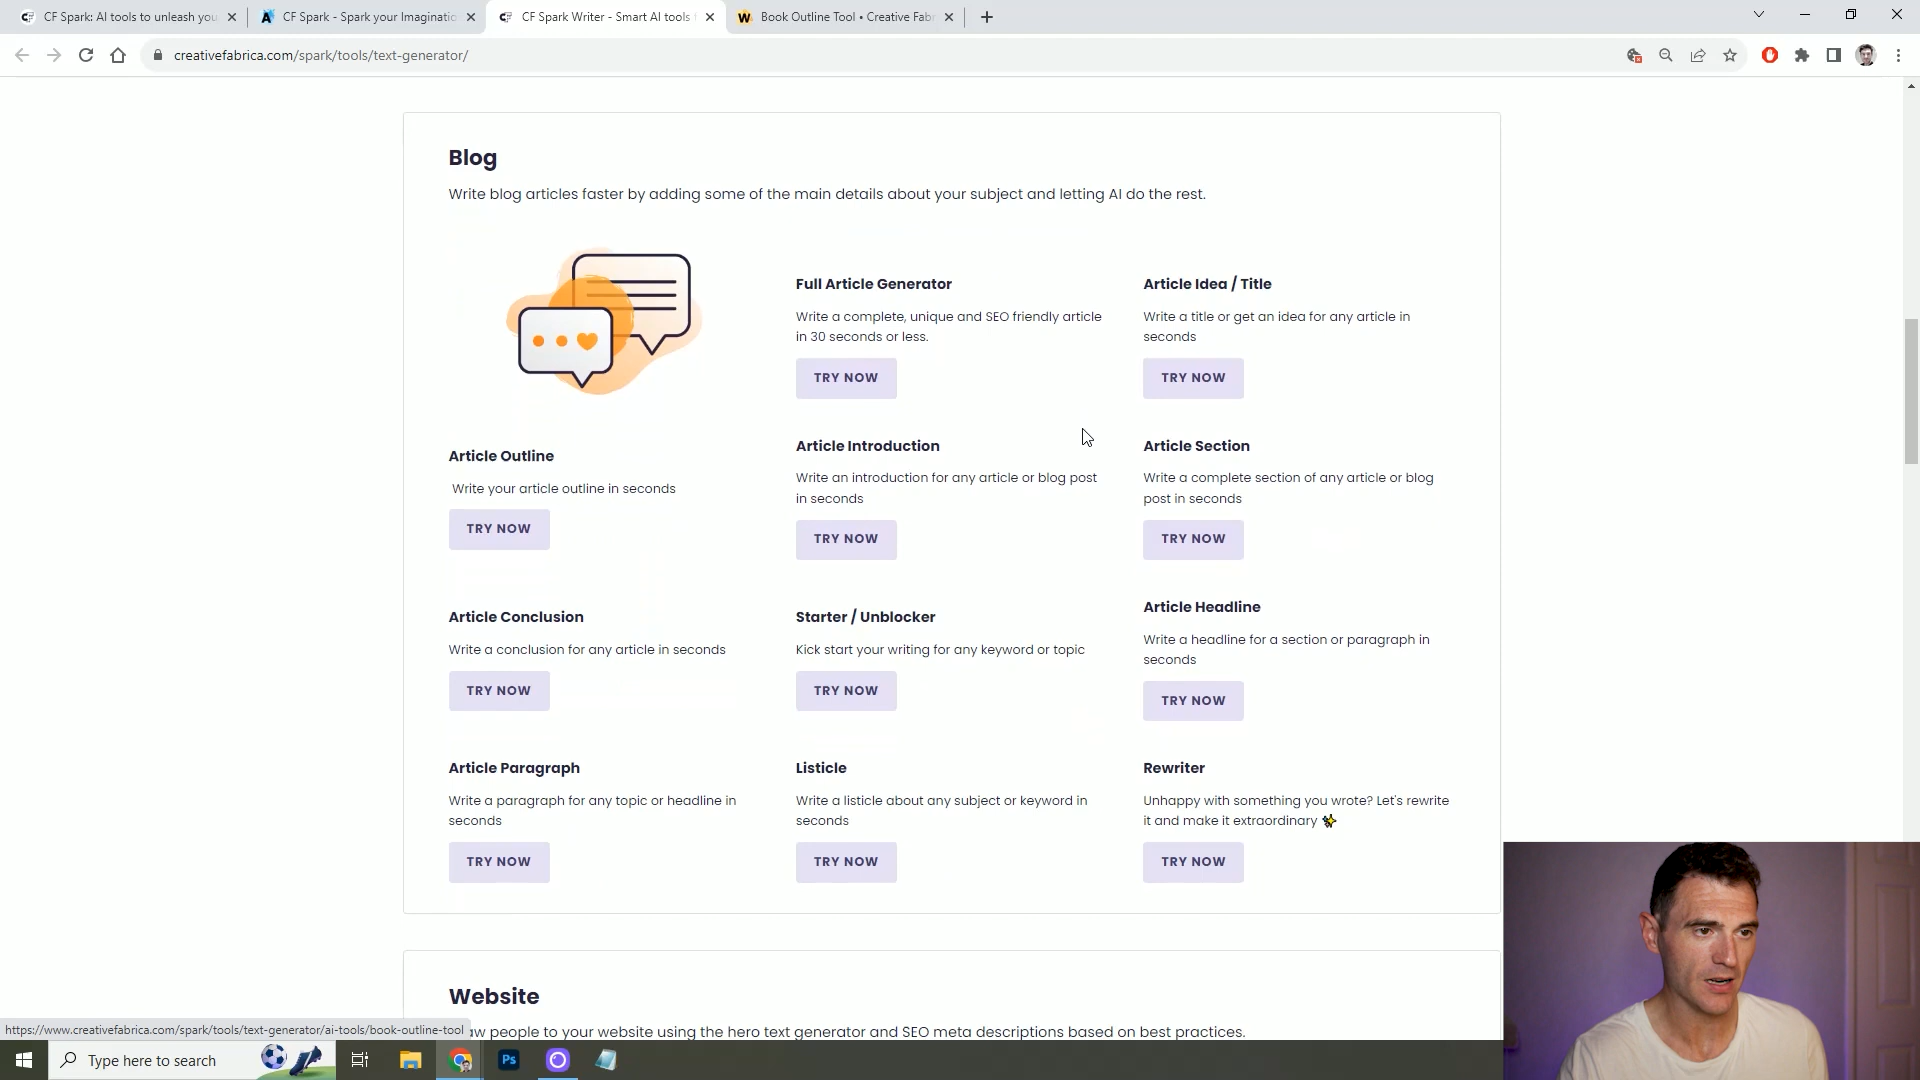 CF Spark: AI tools to unleash you
CF Spark - Spark your Imaginatio
CF Spark Writer - Smart AI tools
Book Outline Tool • Creative Fab
creativefabrica.com/spark/tools/text-generator/
Blog
Write blog articles faster by adding some of the main details about your subject and letting AI do the rest.
Full Article Generator
Write a complete, unique and SEO friendly article
in 30 seconds or less.
TRY NOW
Article Idea / Title
Write a title or get an idea for any article in
seconds
TRY NOW
Article Outline
Write your article outline in seconds
TRY NOW
Article Introduction
Write an introduction for any article or blog post
in seconds
TRY NOW
Article Section
Write a complete section of any article or blog
post in seconds
TRY NOW
Article Conclusion
Write a conclusion for any article in seconds
TRY NOW
Starter / Unblocker
Kick start your writing for any keyword or topic
TRY NOW
Article Headline
Write a headline for a section or paragraph in
seconds
TRY NOW
Article Paragraph
Write a paragraph for any topic or headline in
seconds
TRY NOW
Listicle
Write a listicle about any subject or keyword in
seconds
TRY NOW
Rewriter
Unhappy with something you wrote? Let's rewrite
it and make it extraordinary ✨
TRY NOW
Website
aw people to your website using the hero text generator and SEO meta descriptions based on best practices.
https://www.creativefabrica.com/spark/tools/text-generator/ai-tools/book-outline-tool
Type here to search
Ps